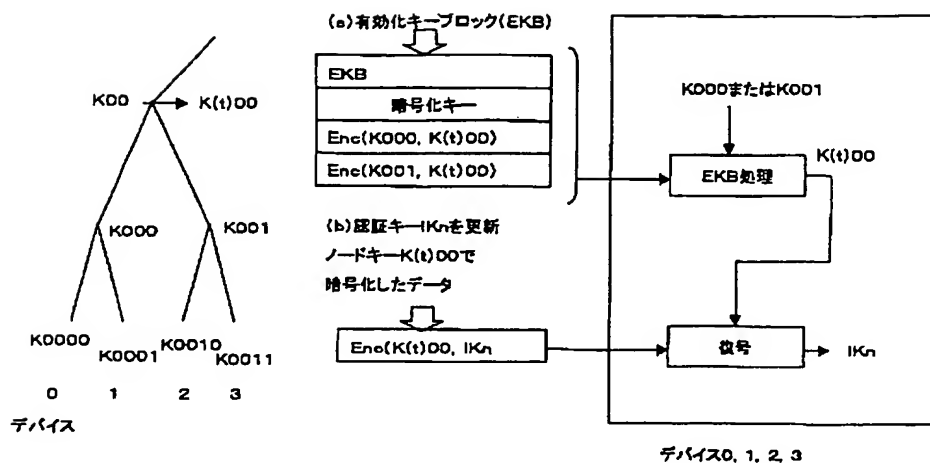 K00
K(t)00
K000
K001
K0000
K0001
K0010
K0011
0
1
2
3
デバイス
(a)有効化キーブロック(EKB)
EKB
暗号化キー
Enc(K000, K(t)00)
Enc(K001, K(t)00)
(b)認証キーIKnを更新
ノードキーK(t)00で
暗号化したデータ
Enc(K(t)00, IKn
K000またはK001
EKB処理
K(t)00
復号
IKn
デバイス0, 1, 2, 3